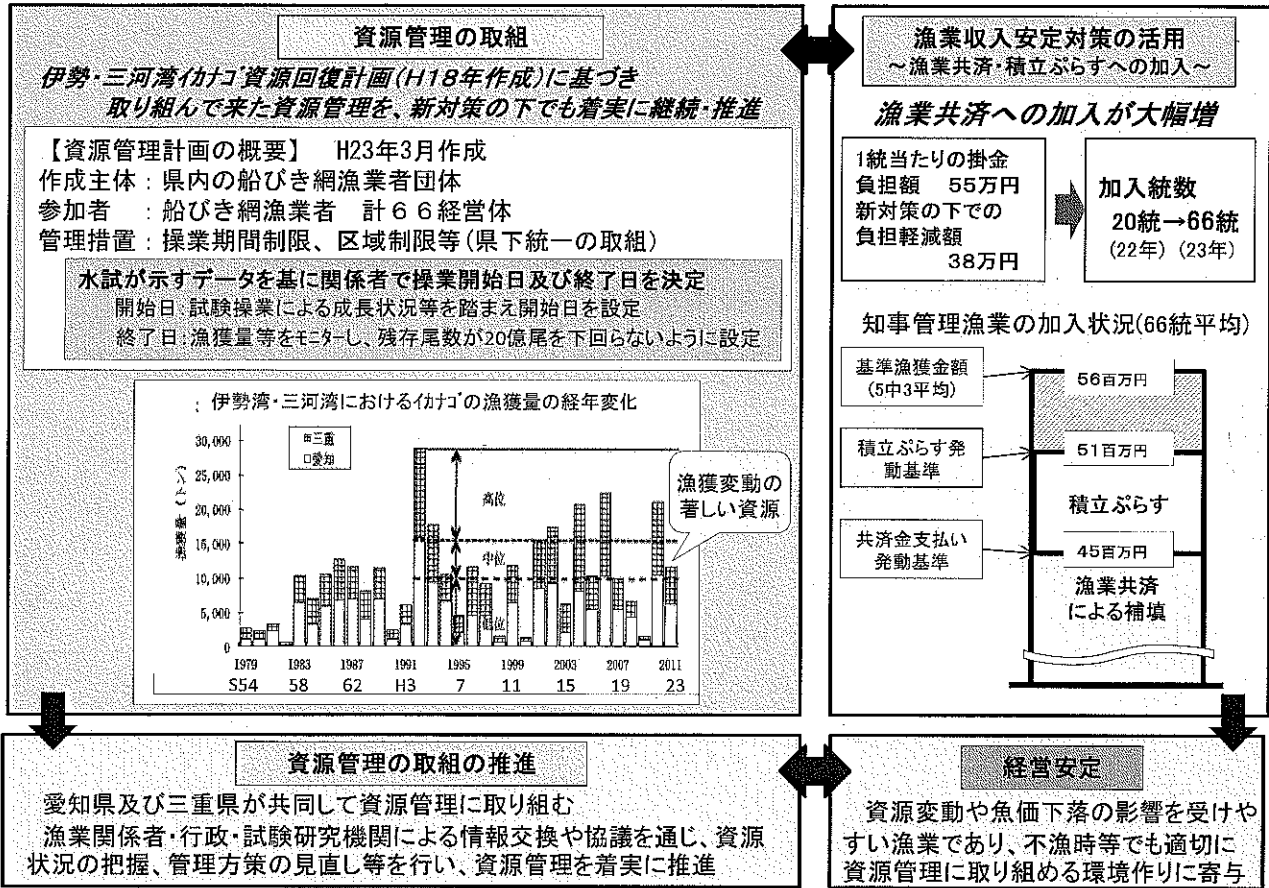 資源管理の取組
伊勢・三河湾イカナゴ資源回復計画(H18年作成)に基づき
取り組んで来た資源管理を、新対策の下でも着実に継続・推進
【資源管理計画の概要】 H23年3月作成
作成主体：県内の船びき網漁業者団体
参加者　：船びき網漁業者　計６６経営体
管理措置：操業期間制限、区域制限等(県下統一の取組)
水試が示すデータを基に関係者で操業開始日及び終了日を決定
開始日:試験操業による成長状況等を踏まえ開始日を設定
終了日:漁獲量等をモニターし、残存尾数が20億尾を下回らないように設定
伊勢湾・三河湾におけるイカナゴの漁獲量の経年変化
漁獲量(トン)
30,000
25,000
20,000
15,000
10,000
5,000
0
三重
愛知
高位
中位
低位
漁獲変動の
著しい資源
1979 1983 1987 1991 1995 1999 2003 2007 2011
S54 58 62 H3 7 11 15 19 23
漁業収入安定対策の活用
～漁業共済・積立ぷらすへの加入～
漁業共済への加入が大幅増
1統当たりの掛金
負担額　55万円
新対策の下での
負担軽減額
38万円
加入統数
20統→66統
(22年) (23年)
知事管理漁業の加入状況(66統平均)
基準漁獲金額
(5中3平均)
56百万円
積立ぷらす発
動基準
51百万円
積立ぷらす
共済金支払い
発動基準
45百万円
漁業共済
による補填
資源管理の取組の推進
愛知県及び三重県が共同して資源管理に取り組む
漁業関係者・行政・試験研究機関による情報交換や協議を通じ、資源
状況の把握、管理方策の見直し等を行い、資源管理を着実に推進
経営安定
資源変動や魚価下落の影響を受けや
すい漁業であり、不漁時等でも適切に
資源管理に取り組める環境作りに寄与